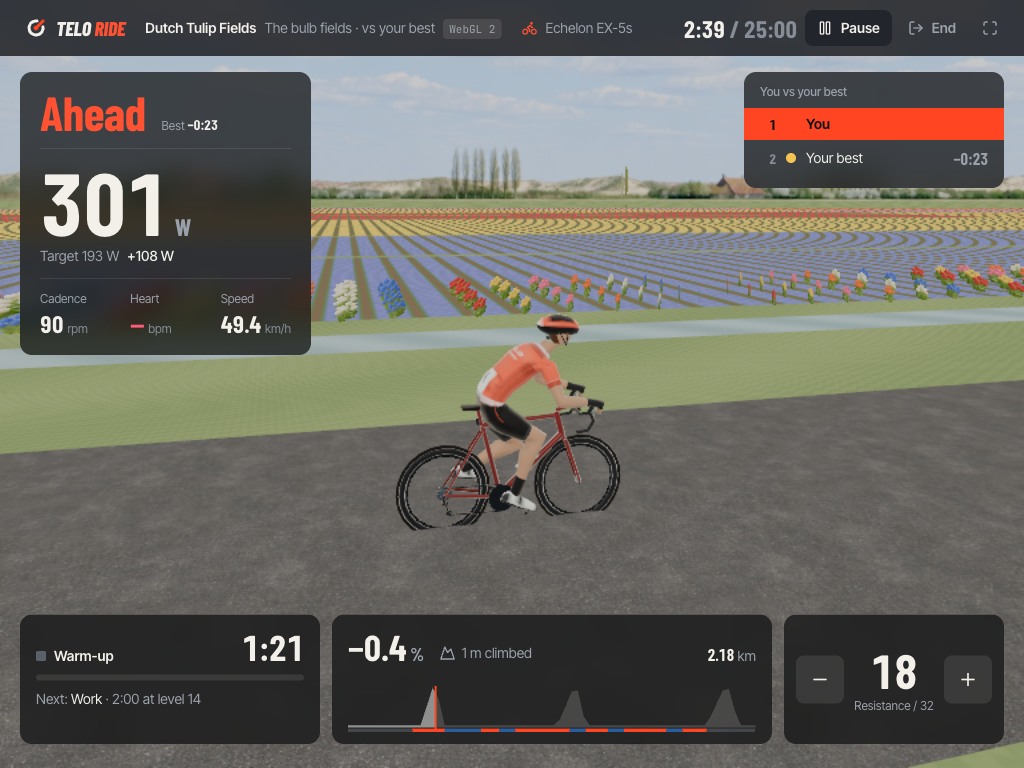 TELO RIDE
Dutch Tulip Fields The bulb fields · vs your best WebGL 2 Echelon EX-5s 2:39 / 25:00 Pause End
Ahead Best −0:23
301 W
Target 193 W +108 W
Cadence Heart Speed
90 rpm – bpm 49.4 km/h
You vs your best
1 You
2 Your best −0:23
Warm-up 1:21
Next: Work · 2:00 at level 14
−0.4 % 1 m climbed 2.18 km
− 18 +
Resistance / 32